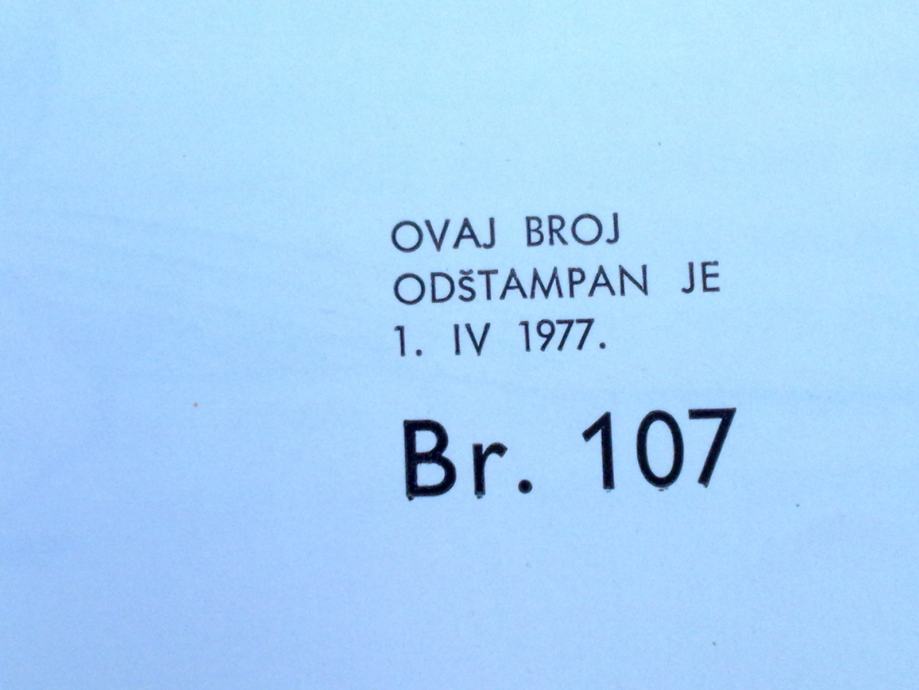 OVAJ BROJ
ODŠTAMPAN JE
1. IV 1977.
Br. 107